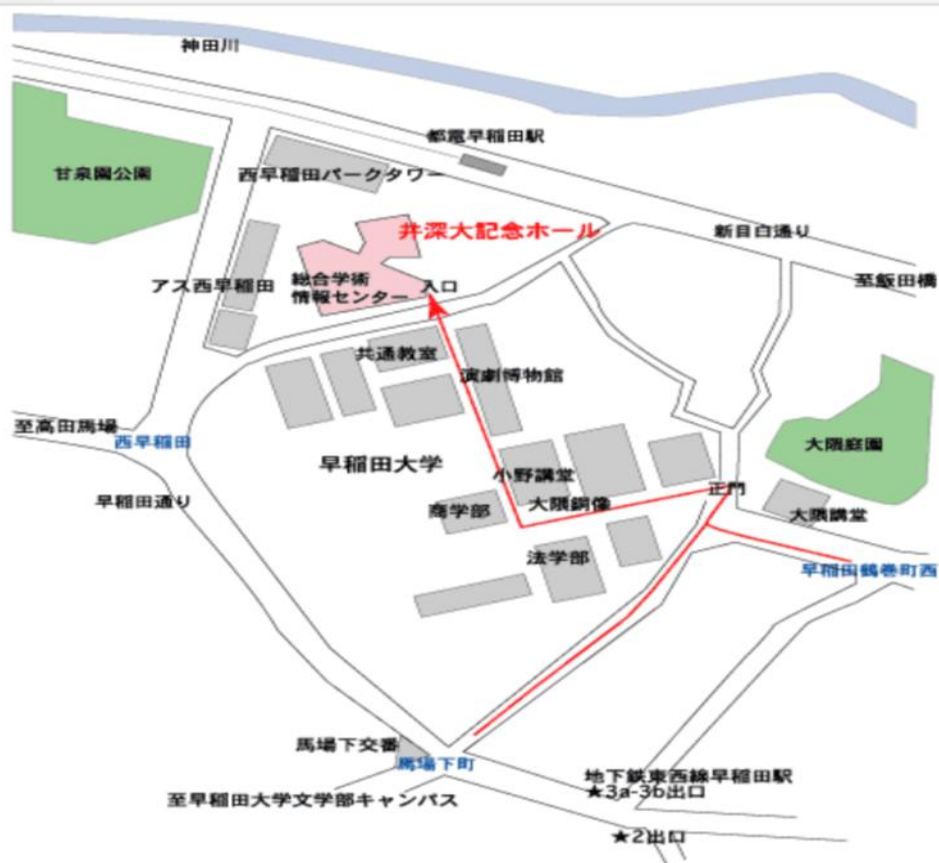 神田川
都電早稲田駅
甘泉園公園
西早稲田パークタワー
井深大記念ホール
新目白通り
アス西早稲田
総合学術
情報センター
入口
至飯田橋
共通教室
演劇博物館
至高田馬場
西早稲田
大隈庭園
早稲田大学
小野講堂
正門
早稲田通り
商学部
大隈銅像
大隈講堂
法学部
早稲田鶴巻町西
馬場下交番
馬場下町
地下鉄東西線早稲田駅
★3a-3b出口
至早稲田大学文学部キャンパス
★2出口